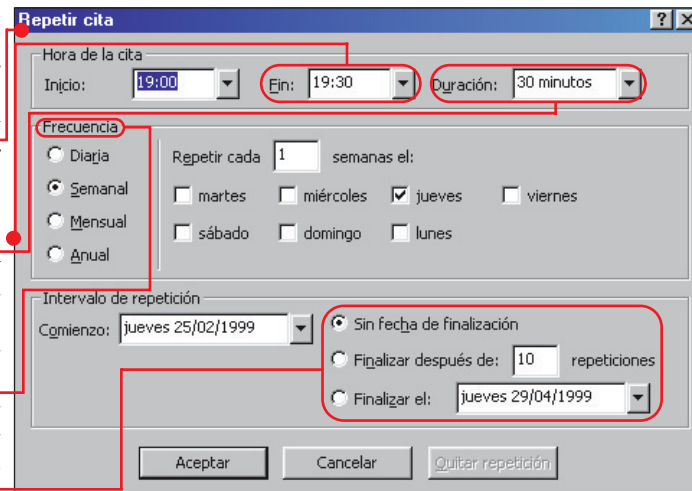 Repetir cita
Hora de la cita
Inicio: 19:00 Fin: 19:30 Duración: 30 minutos
Frecuencia
Diaria
Semanal
Mensual
Anual
Repetir cada 1 semanas el:
martes miércoles jueves viernes
sábado domingo lunes
Intervalo de repetición
Comienzo: jueves 25/02/1999
Sin fecha de finalización
Finalizar después de: 10 repeticiones
Finalizar el: jueves 29/04/1999
Aceptar Cancelar Quitar repetición